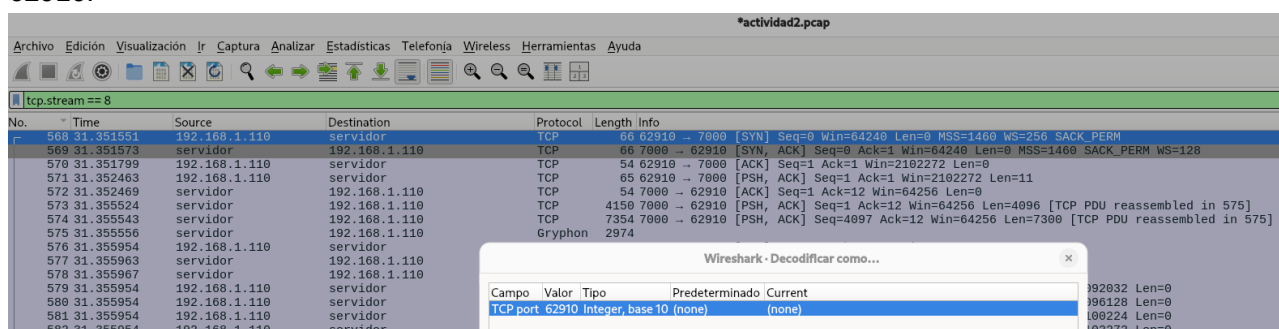 *actividad2.pcap
Archivo Edición Visualización Ir Captura Analizar Estadísticas Telefonía Wireless Herramientas Ayuda
tcp.stream == 8
No. Time Source Destination Protocol Length Info
568 31.351551 192.168.1.110 servidor TCP 66 62910 → 7000 [SYN] Seq=0 Win=64240 Len=0 MSS=1460 WS=256 SACK_PERM
569 31.351573 servidor 192.168.1.110 TCP 66 7000 → 62910 [SYN, ACK] Seq=0 Ack=1 Win=64240 Len=0 MSS=1460 SACK_PERM WS=128
570 31.351799 192.168.1.110 servidor TCP 54 62910 → 7000 [ACK] Seq=1 Ack=1 Win=2102272 Len=0
571 31.352463 192.168.1.110 servidor TCP 65 62910 → 7000 [PSH, ACK] Seq=1 Ack=1 Win=2102272 Len=11
572 31.352469 servidor 192.168.1.110 TCP 54 7000 → 62910 [ACK] Seq=1 Ack=12 Win=64256 Len=0
573 31.355524 servidor 192.168.1.110 TCP 4150 7000 → 62910 [PSH, ACK] Seq=1 Ack=12 Win=64256 Len=4096 [TCP PDU reassembled in 575]
574 31.355543 servidor 192.168.1.110 TCP 7354 7000 → 62910 [PSH, ACK] Seq=4097 Ack=12 Win=64256 Len=7300 [TCP PDU reassembled in 575]
575 31.355556 servidor 192.168.1.110 Gryphon 2974
576 31.355954 192.168.1.110 servidor
577 31.355963 servidor 192.168.1.110
578 31.355967 servidor 192.168.1.110
579 31.355954 192.168.1.110 servidor 092032 Len=0
580 31.355954 192.168.1.110 servidor 096128 Len=0
581 31.355954 192.168.1.110 servidor 100224 Len=0
Wireshark · Decodificar como...
Campo Valor Tipo Predeterminado Current
TCP port 62910 Integer, base 10 (none) (none)